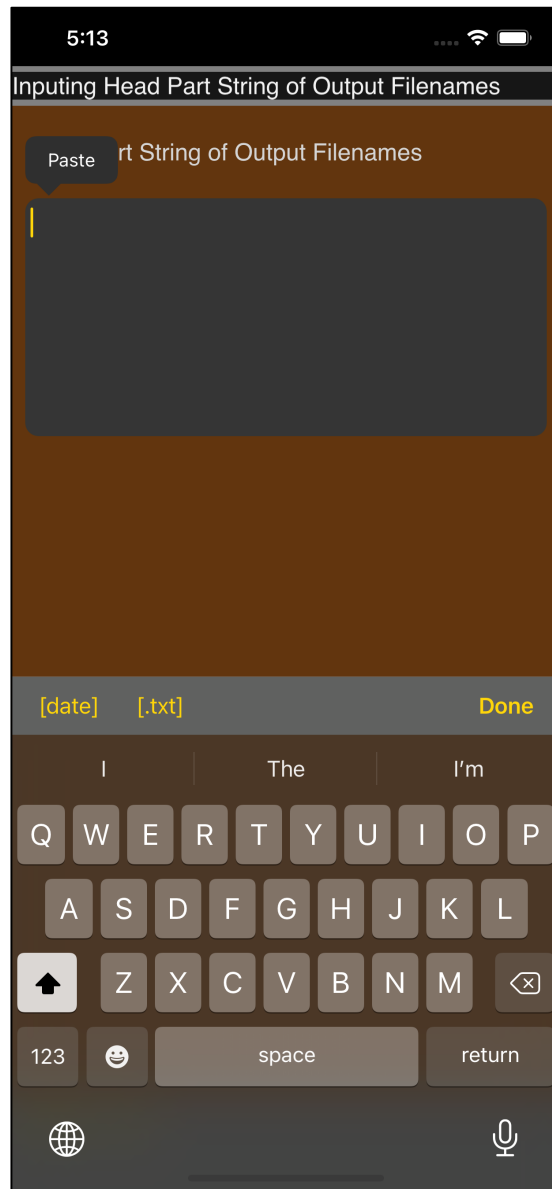 5:13
Inputing Head Part String of Output Filenames
Paste
rt String of Output Filenames
[date] [.txt] Done
I The I'm
Q W E R T Y U I O P
A S D F G H J K L
Z X C V B N M
123 space return